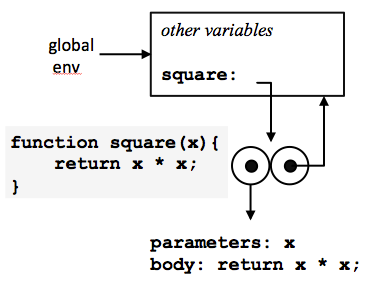 other variables
global
env
square:
function square(x){
return x * x;
}
parameters: x
body: return x * x;